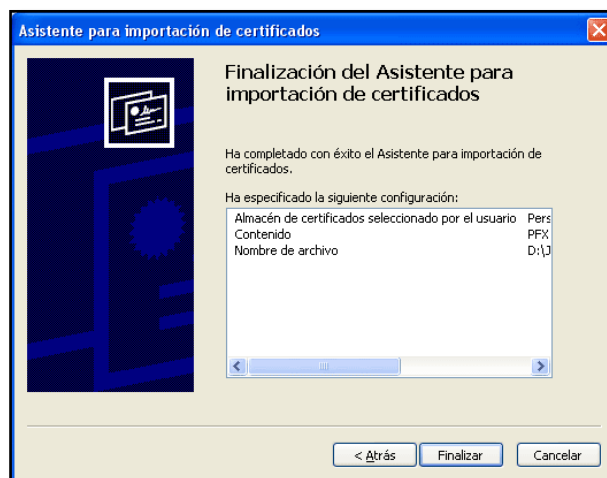 Asistente para importación de certificados
Finalización del Asistente para
importación de certificados
Ha completado con éxito el Asistente para importación de
certificados.
Ha especificado la siguiente configuración:
Almacén de certificados seleccionado por el usuario Pers
Contenido PFX
Nombre de archivo D:\J
< Atrás Finalizar Cancelar